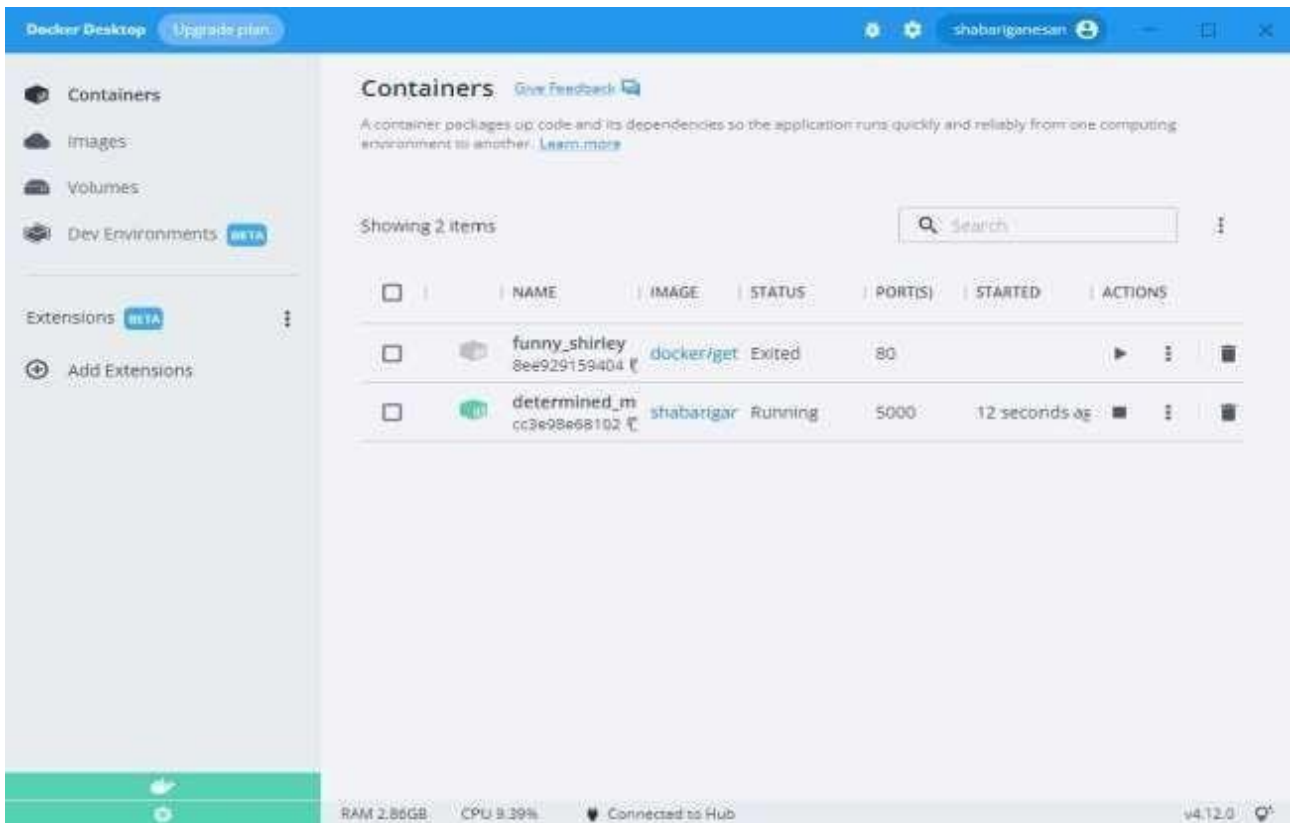 Docker Desktop Upgrade plan shabariganesan
Containers
Images
Volumes
Dev Environments BETA
Extensions BETA
Add Extensions
Containers Give Feedback
A container packages up code and its dependencies so the application runs quickly and reliably from one computing
environment to another. Learn more
Showing 2 items Search
NAME IMAGE STATUS PORT(S) STARTED ACTIONS
funny_shirley
8ee929159404 docker/get Exited 80
determined_m
cc3e98e68102 shabarigar Running 5000 12 seconds ag
RAM 2.86GB CPU 9.39% Connected to Hub v4.12.0